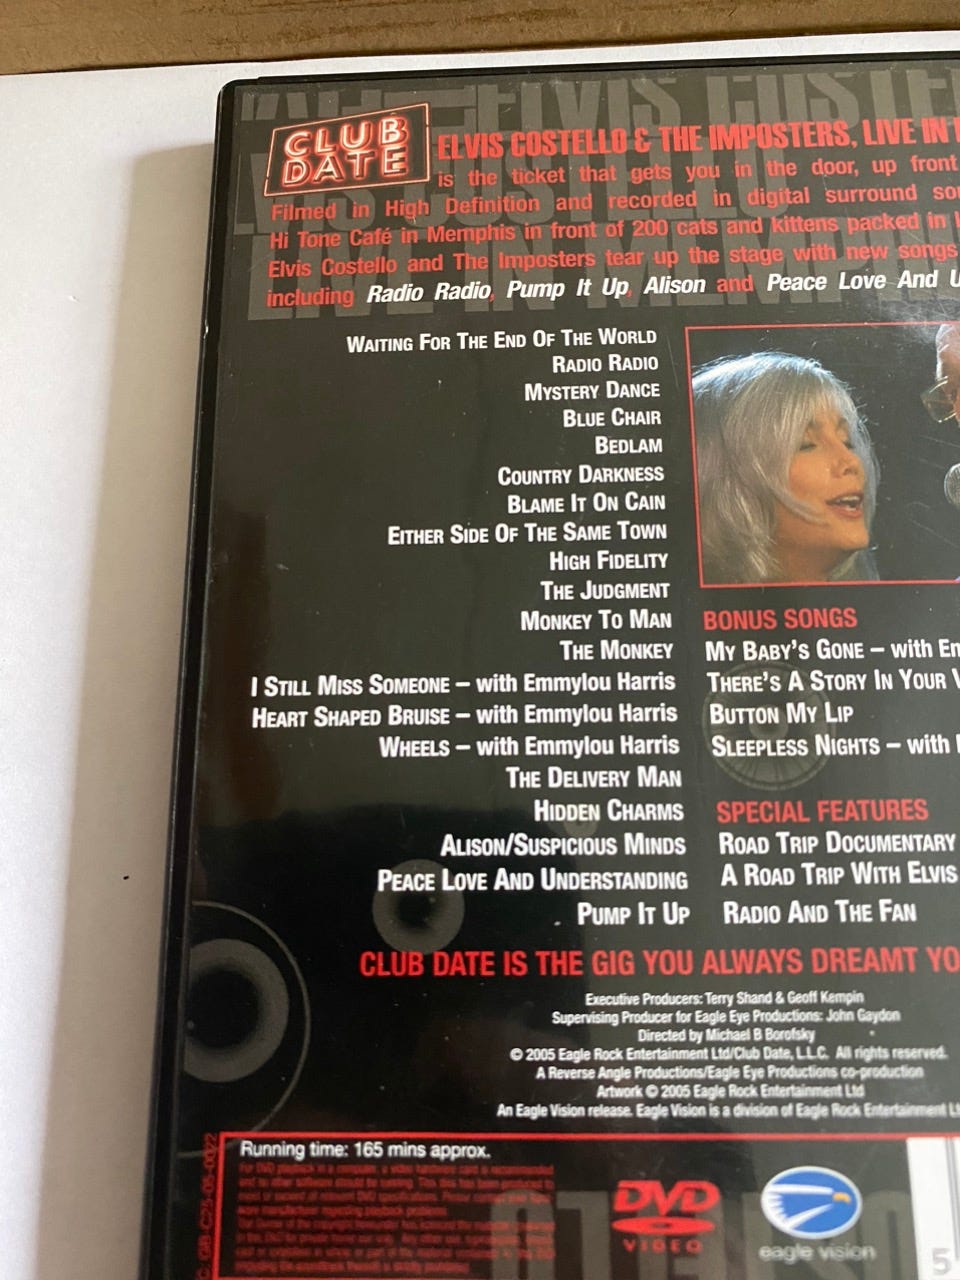 CLUB
DATE
ELVIS COSTELLO & THE IMPOSTERS, LIVE IN
is the ticket that gets you in the door, up front
Filmed in High Definition and recorded in digital surround
Hi Tone Café in Memphis in front of 200 cats and kittens packed in
Elvis Costello and The Imposters tear up the stage with new songs
including Radio Radio, Pump It Up, Alison and Peace Love And
WAITING FOR THE END OF THE WORLD
RADIO RADIO
MYSTERY DANCE
BLUE CHAIR
BEDLAM
COUNTRY DARKNESS
BLAME IT ON CAIN
EITHER SIDE OF THE SAME TOWN
HIGH FIDELITY
THE JUDGMENT
MONKEY TO MAN
THE MONKEY
I STILL MISS SOMEONE – with Emmylou Harris
HEART SHAPED BRUISE – with Emmylou Harris
WHEELS – with Emmylou Harris
THE DELIVERY MAN
HIDDEN CHARMS
ALISON/SUSPICIOUS MINDS
PEACE LOVE AND UNDERSTANDING
PUMP IT UP
BONUS SONGS
MY BABY'S GONE – with Em
THERE'S A STORY IN YOUR V
BUTTON MY LIP
SLEEPLESS NIGHTS – with
SPECIAL FEATURES
ROAD TRIP DOCUMENTARY
A ROAD TRIP WITH ELVIS
RADIO AND THE FAN
CLUB DATE IS THE GIG YOU ALWAYS DREAMT YO
Executive Producers: Terry Shand & Geoff Kempin
Supervising Producer for Eagle Eye Productions: John Gaydon
Directed by Michael B Borofsky
© 2005 Eagle Rock Entertainment Ltd/Club Date, L.L.C. All rights reserved.
A Reverse Angle Productions/Eagle Eye Productions co-production
Artwork © 2005 Eagle Rock Entertainment Ltd
An Eagle Vision release. Eagle Vision is a division of Eagle Rock Entertainment
Running time: 165 mins approx.
DVD
VIDEO
eagle vision
5